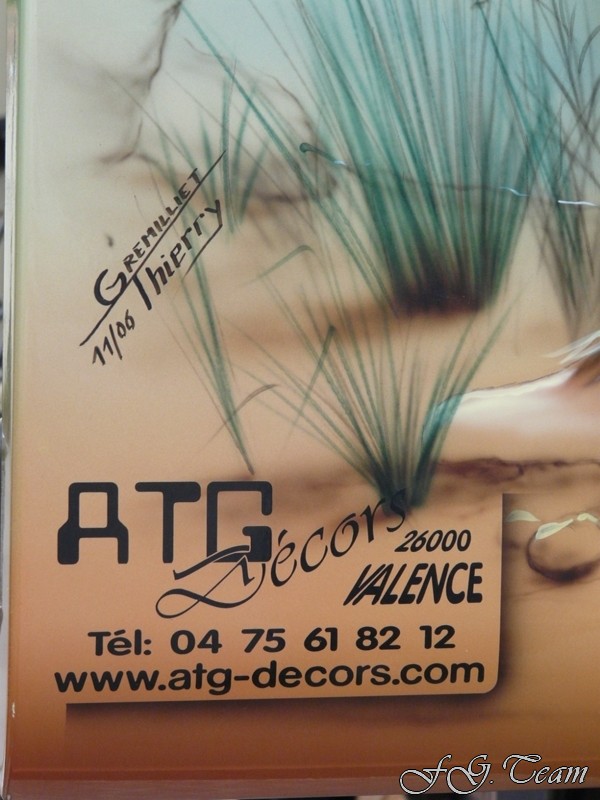 GREMILLIET
Thierry
11/06
ATG
Décors
26000
VALENCE
Tél: 04 75 61 82 12
www.atg-decors.com
FG. Team